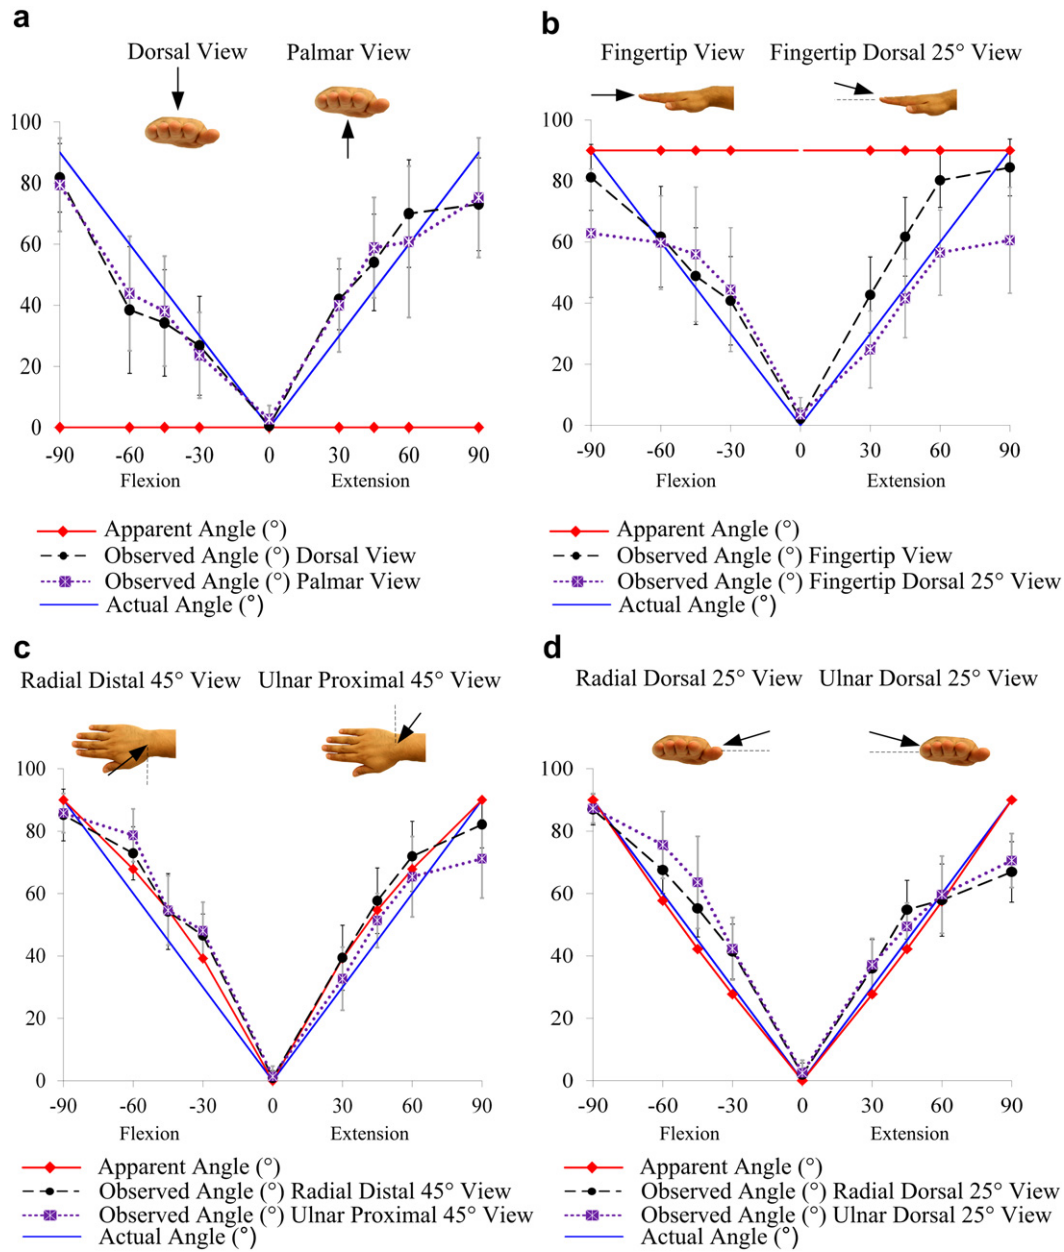 a
Dorsal View Palmar View
100
80
60
40
20
0
-90 -60 -30 0 30 60 90
Flexion Extension
Apparent Angle (°)
Observed Angle (°) Dorsal View
Observed Angle (°) Palmar View
Actual Angle (°)
b
Fingertip View Fingertip Dorsal 25° View
100
80
60
40
20
0
-90 -60 -30 0 30 60 90
Flexion Extension
Apparent Angle (°)
Observed Angle (°) Fingertip View
Observed Angle (°) Fingertip Dorsal 25° View
Actual Angle (°)
c
Radial Distal 45° View Ulnar Proximal 45° View
100
80
60
40
20
0
-90 -60 -30 0 30 60 90
Flexion Extension
Apparent Angle (°)
Observed Angle (°) Radial Distal 45° View
Observed Angle (°) Ulnar Proximal 45° View
Actual Angle (°)
d
Radial Dorsal 25° View Ulnar Dorsal 25° View
100
80
60
40
20
0
-90 -60 -30 0 30 60 90
Flexion Extension
Apparent Angle (°)
Observed Angle (°) Radial Dorsal 25° View
Observed Angle (°) Ulnar Dorsal 25° View
Actual Angle (°)